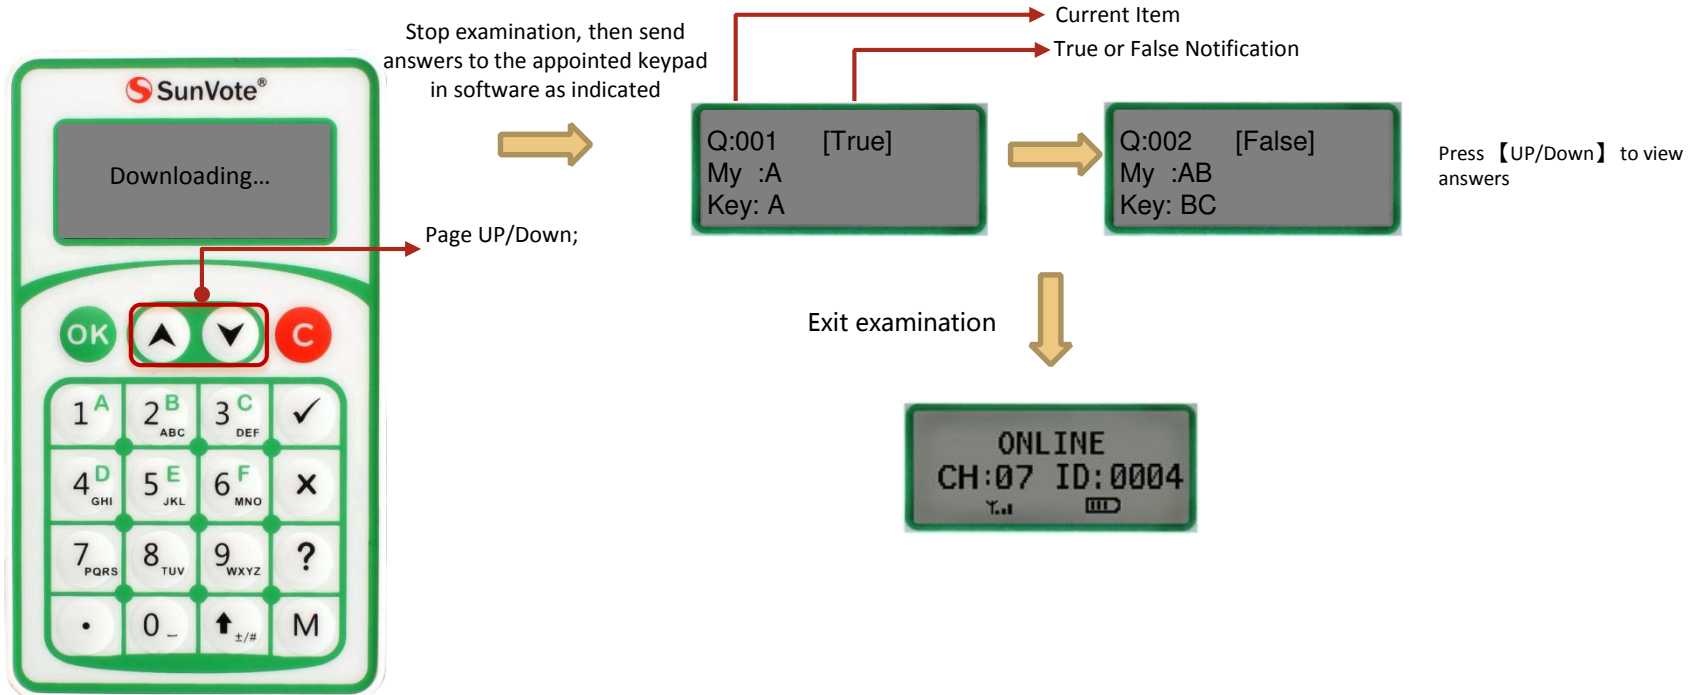 SunVote®
Downloading...
OK
C
1 A
2 B ABC
3 C DEF
✓
4 D GHI
5 E JKL
6 F MNO
×
7 PQRS
8 TUV
9 WXYZ
?
.
0 _
±/#
M
Stop examination, then send
answers to the appointed keypad
in software as indicated
Page UP/Down;
Current Item
True or False Notification
Q:001 [True]
My :A
Key: A
Q:002 [False]
My :AB
Key: BC
Press 【UP/Down】 to view
answers
Exit examination
ONLINE
CH:07 ID:0004